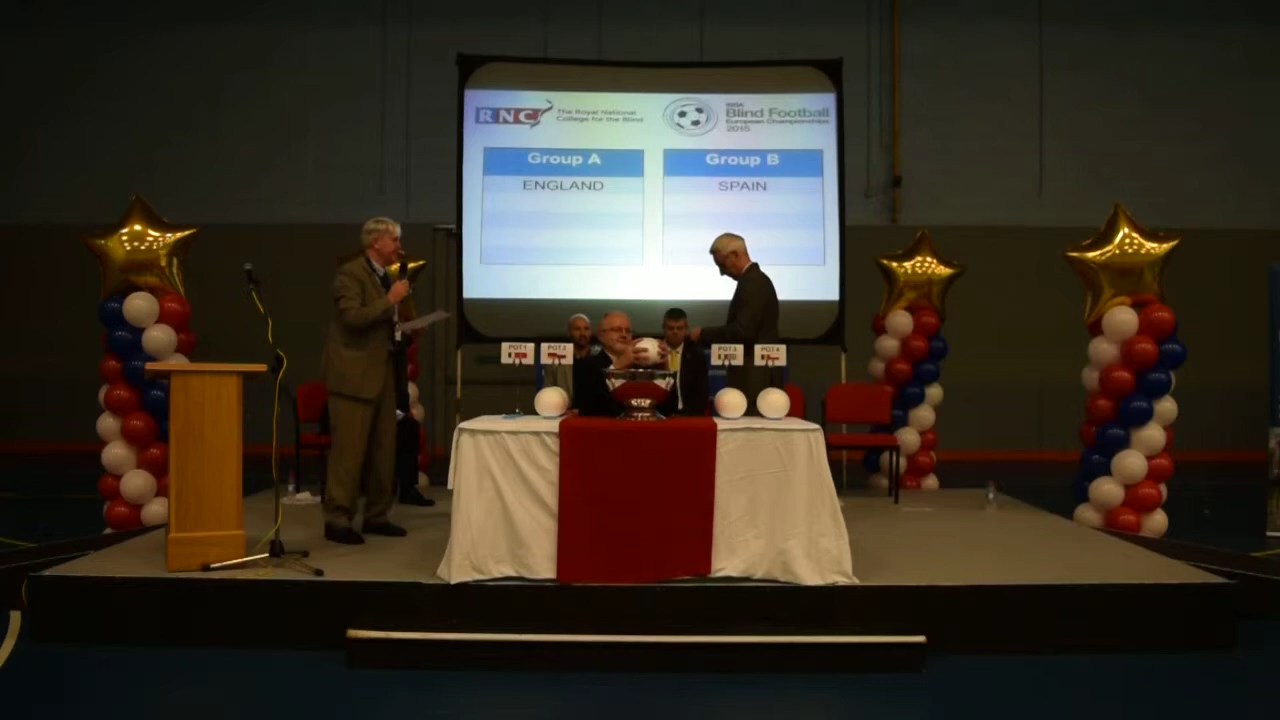 RNC
The Royal National
College for the Blind
IBSA
Blind Football
European Championships
2015
Group A
Group B
ENGLAND
SPAIN
POT 1
POT 2
POT 3
POT 4